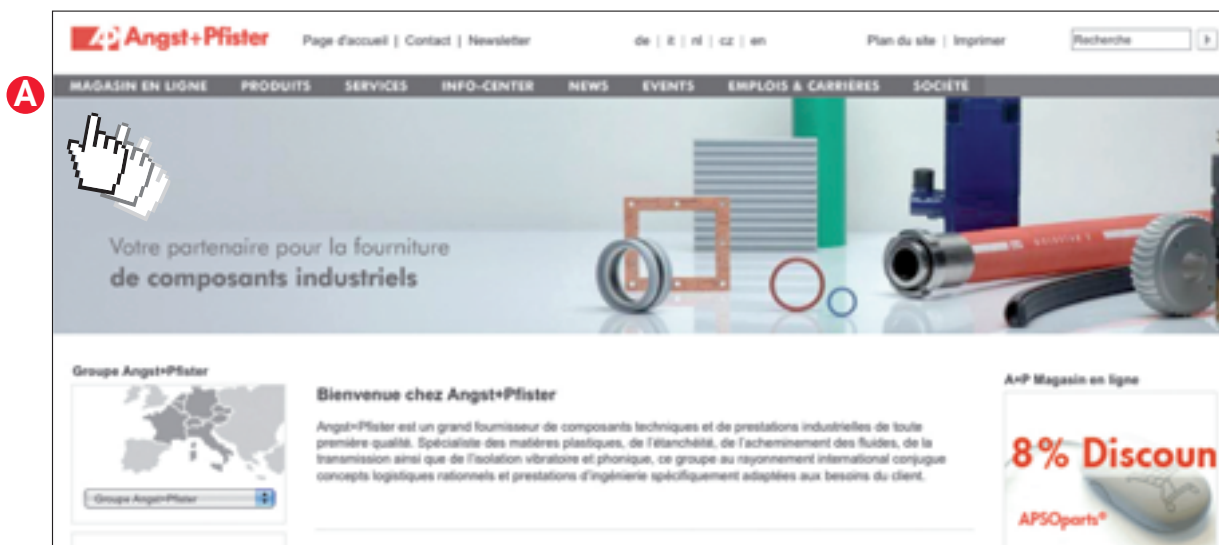 Angst+Pfister
Page d'accueil | Contact | Newsletter
de | it | nl | cz | en
Plan du site | Imprimer
Recherche
A
MAGASIN EN LIGNE PRODUITS SERVICES INFO-CENTER NEWS EVENTS EMPLOIS & CARRIÈRES SOCIÉTÉ
Votre partenaire pour la fourniture
de composants industriels
Groupe Angst+Pfister
Groupe Angst+Pfister
Bienvenue chez Angst+Pfister
Angst+Pfister est un grand fournisseur de composants techniques et de prestations industrielles de toute
première qualité. Spécialiste des matières plastiques, de l'étanchéité, de l'acheminement des fluides, de la
transmission ainsi que de l'isolation vibratoire et phonique, ce groupe au rayonnement international conjugue
concepts logistiques rationnels et prestations d'ingénierie spécifiquement adaptées aux besoins du client.
A+P Magasin en ligne
8% Discoun
APSOparts®